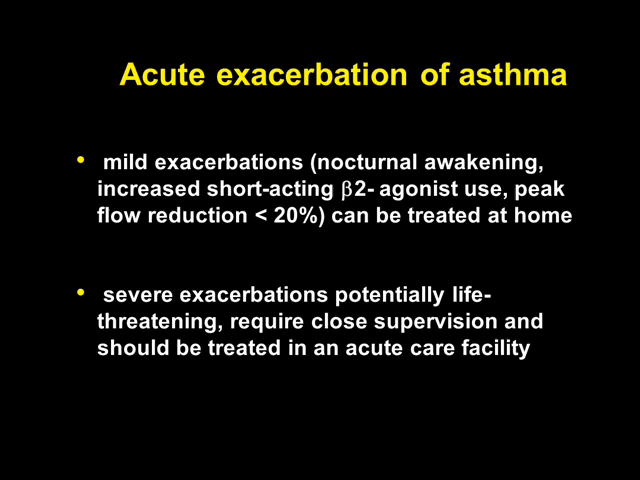 Acute exacerbation of asthma
• mild exacerbations (nocturnal awakening,
increased short-acting β2- agonist use, peak
flow reduction < 20%) can be treated at home
• severe exacerbations potentially life-
threatening, require close supervision and
should be treated in an acute care facility